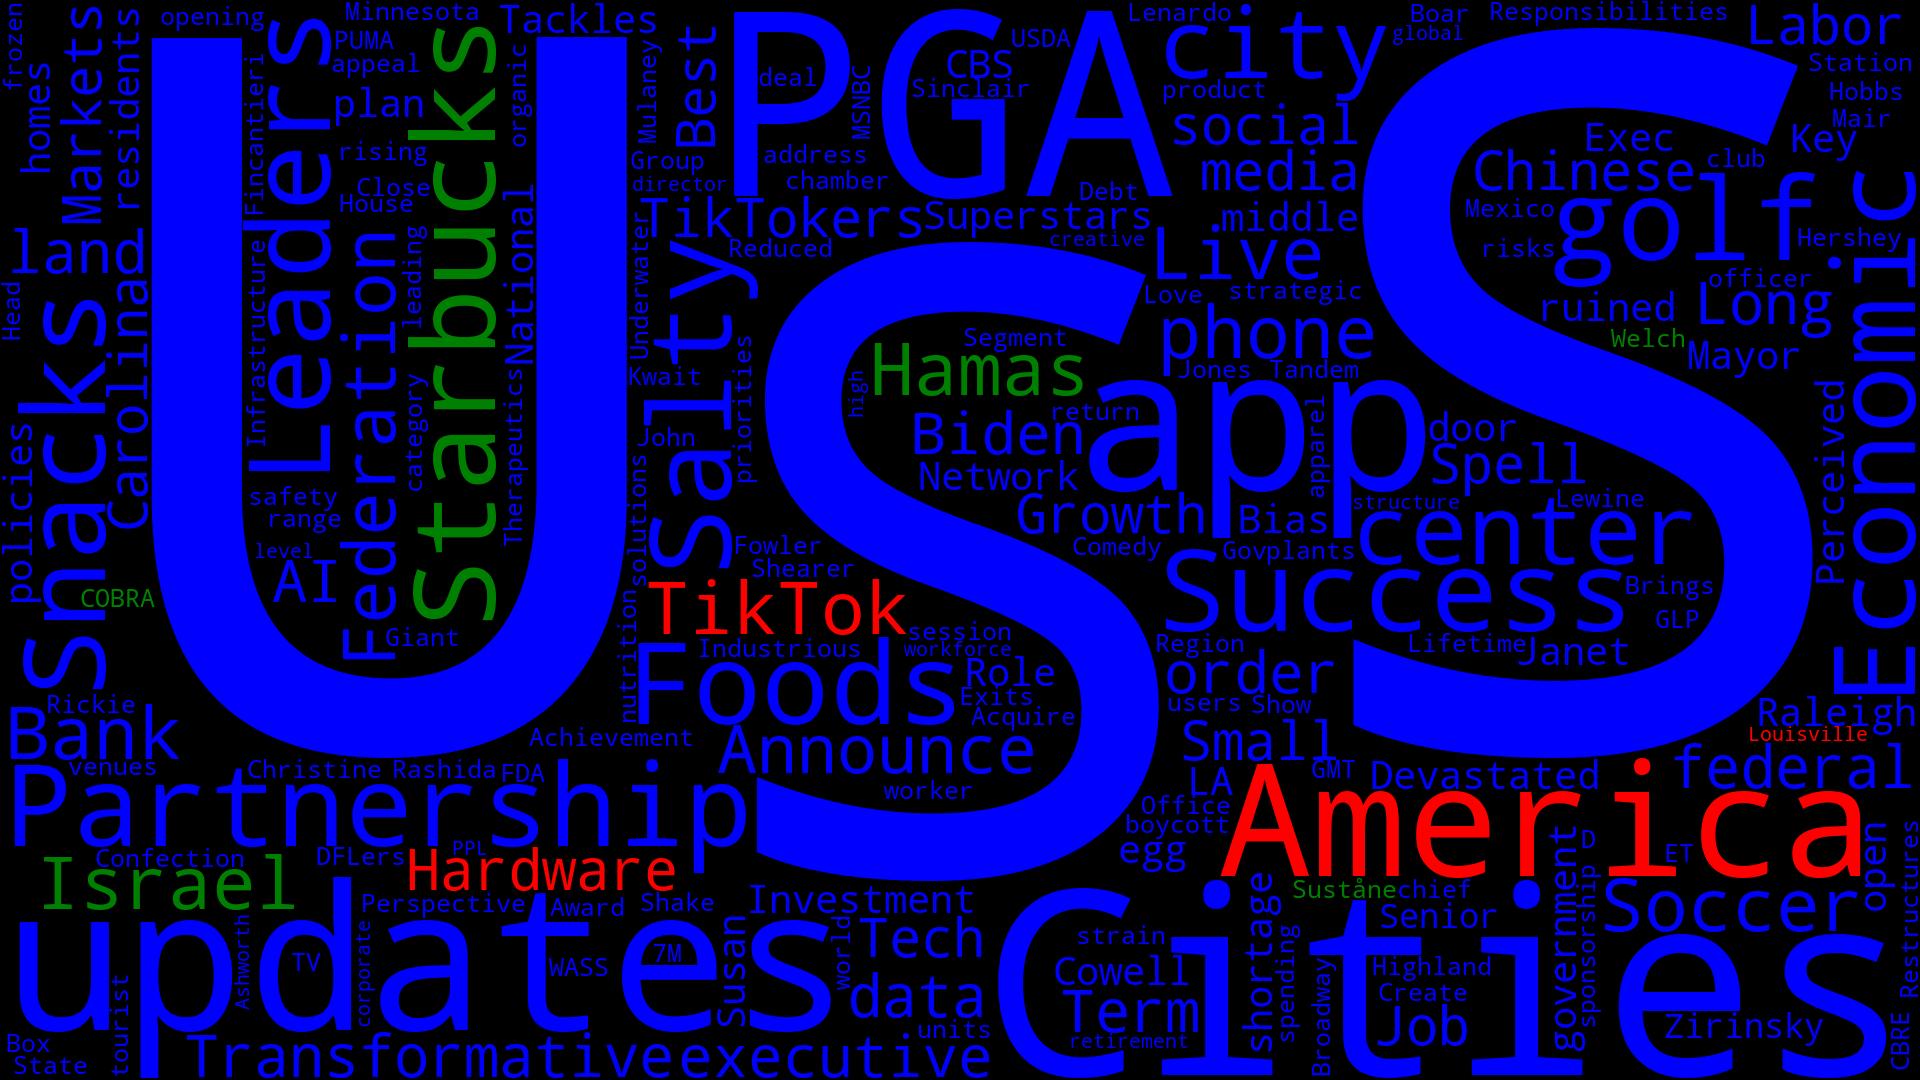 U
S
S
PGA
app
Cities
updates
Starbucks
America
Leaders
Snacks
Economic
Partnership
Foods
Salty
Success
center
golf
city
TikTok
Hamas
Israel
Hardware
Federation
Announce
Transformative
executive
phone
Live
social
media
middle
Chinese
Labor
Exec
Key
Long
ruined
Mayor
Biden
Network
Growth
Bias
Spell
door
order
Small
Janet
Raleigh
federal
Soccer
Devastated
Bank
land
Carolina
Markets
residents
homes
policies
plan
AI
National
Best
Tackles
TikTokers
Superstars
CBS
Role
LA
egg
Investment
Tech
data
Term
Cowell
Job
Senior
Zirinsky
shortage
government
open
Susan
Perceived
frozen
opening
Minnesota
PUMA
appeal
rising
Close
House
Fincantieri
Infrastructure
leading
category
organic
Therapeutics
safety
range
level
Giant
COBRA
Head
Mulaney
Group
director
Underwater
Kwait
John
priorities
solutions
nutrition
deal
MSNBC
address
chamber
Sinclair
USDA
Debt
Reduced
creative
Lenardo
product
Boar
global
Responsibilities
Station
Hobbs
Mair
club
Mexico
risks
Hershey
officer
Welch
Love
strategic
Jones
Tandem
Segment
high
return
apparel
structure
Lewine
Comedy
Govplants
Brings
GLP
Lifetime
Region
users
Show
Fowler
Shearer
Industrious
session
workforce
Exits
Acquire
Achievement
worker
Rickie
venues
Christine
Rashida
FDA
Confection
DFLers
PPL
Perspective
Award
Shake
Ashworth
TV
corporate
WASS
7M
world
units
tourist
Box
State
GMT
Office
boycott
strain
retirement
spending
Broadway
Suståne
chief
Highland
Create
D
ET
sponsorship
Restructures
CBRE
Louisville